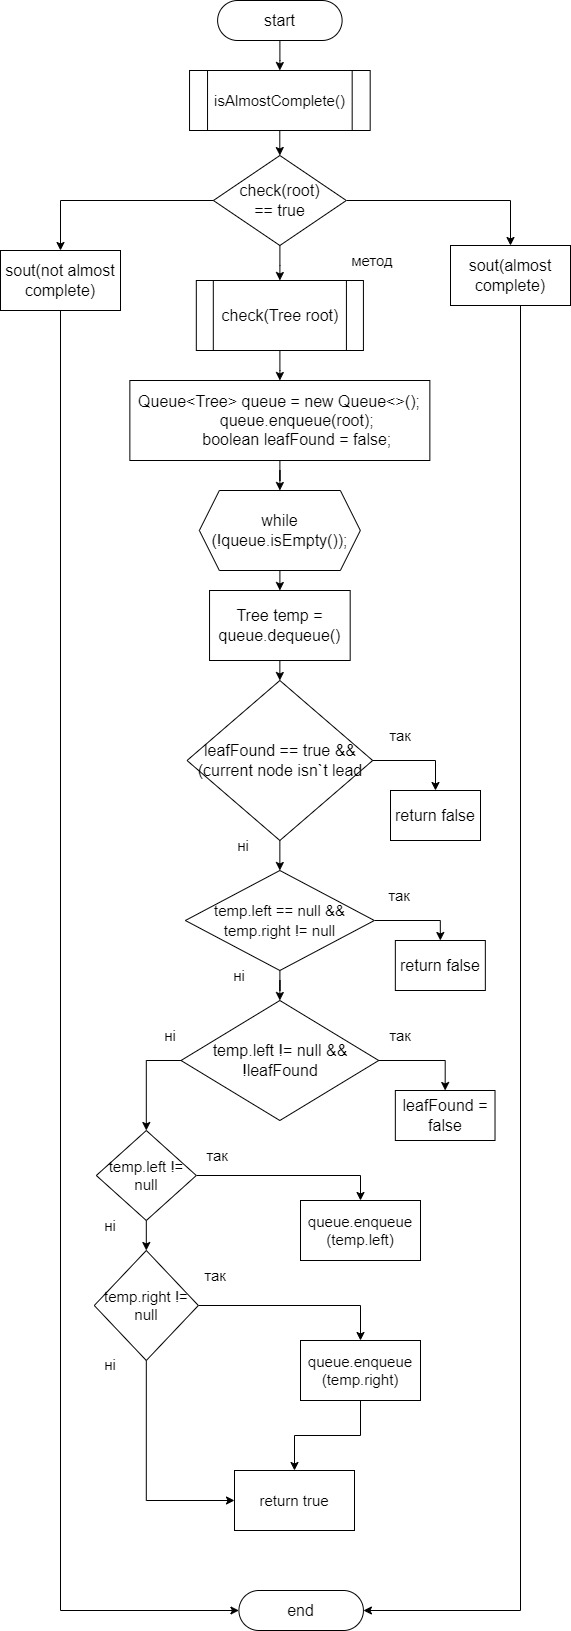 start
isAlmostComplete()
check(root)
== true
метод
sout(not almost
complete)
sout(almost
complete)
check(Tree root)
Queue<Tree> queue = new Queue<>();
queue.enqueue(root);
boolean leafFound = false;
while
(!queue.isEmpty());
Tree temp =
queue.dequeue()
leafFound == true &&
(current node isn`t lead
так
return false
ні
temp.left == null &&
temp.right != null
так
return false
ні
temp.left != null &&
!leafFound
ні
так
leafFound =
false
temp.left !=
null
так
queue.enqueue
(temp.left)
ні
temp.right !=
null
так
queue.enqueue
(temp.right)
ні
return true
end